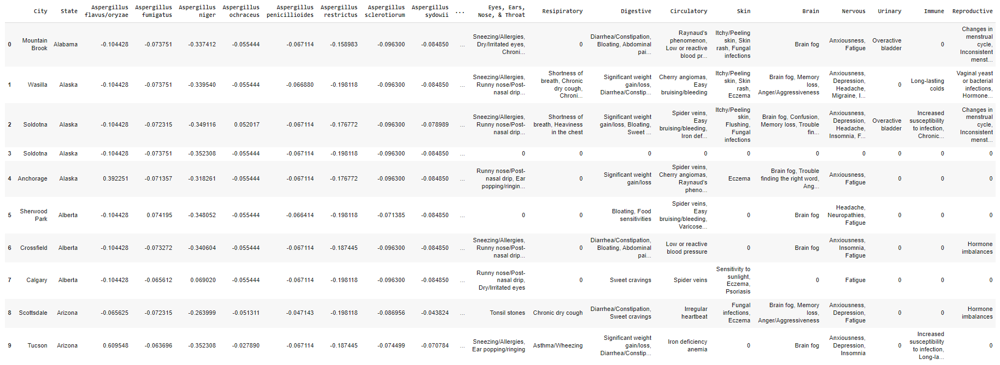 City State Aspergillus flavus/oryzae Aspergillus fumigatus Aspergillus niger Aspergillus ochraceus Aspergillus penicillioides Aspergillus restrictus Aspergillus sclerotiorum Aspergillus sydowii ... Eyes, Ears, Nose, & Throat Resipiratory Digestive Circulatory Skin Brain Nervous Urinary Immune Reproductive
0 Mountain Brook Alabama -0.104428 -0.073751 -0.337412 -0.055444 -0.067114 -0.158983 -0.096300 -0.084850 ... Sneezing/Allergies, Dry/Irritated eyes, Chroni... 0 Diarrhea/Constipation, Bloating, Abdominal pai... Raynaud's phenomenon, Low or reactive blood pr... Itchy/Peeling skin, Skin rash, Fungal infections Brain fog Anxiousness, Fatigue Overactive bladder 0 Changes in menstrual cycle, Inconsistent menst...
1 Wasilla Alaska -0.104428 -0.073751 -0.339540 -0.055444 -0.066880 -0.198118 -0.096300 -0.084850 ... Sneezing/Allergies, Runny nose/Post-nasal drip... Shortness of breath, Chronic dry cough, Chroni... Significant weight gain/loss, Diarrhea/Constip... Cherry angiomas, Easy bruising/bleeding Itchy/Peeling skin, Skin rash, Eczema Brain fog, Memory loss, Anger/Aggressiveness Anxiousness, Depression, Headache, Migraine, I... 0 Long-lasting colds Vaginal yeast or bacterial infections, Hormone...
2 Soldotna Alaska -0.104428 -0.072315 -0.349116 0.052017 -0.067114 -0.176772 -0.096300 -0.078989 ... Sneezing/Allergies, Runny nose/Post-nasal drip... Shortness of breath, Heaviness in the chest Significant weight gain/loss, Bloating, Sweet ... Spider veins, Easy bruising/bleeding, Iron def... Itchy/Peeling skin, Flushing, Fungal infections Brain fog, Confusion, Memory loss, Trouble fin... Anxiousness, Depression, Headache, Insomnia, F... Overactive bladder Increased susceptibility to infection, Chronic... Changes in menstrual cycle, Inconsistent menst...
3 Soldotna Alaska -0.104428 -0.073751 -0.352308 -0.055444 -0.067114 -0.198118 -0.096300 -0.084850 ... 0 0 0 0 0 0 0 0 0 0
4 Anchorage Alaska 0.392251 -0.071357 -0.318261 -0.055444 -0.067114 -0.176772 -0.096300 -0.084850 ... Runny nose/Post-nasal drip, Ear popping/ringin... 0 Significant weight gain/loss Spider veins, Cherry angiomas, Raynaud's pheno... Eczema Brain fog, Trouble finding the right word, Ang... Anxiousness, Fatigue 0 0 0
5 Sherwood Park Alberta -0.104428 0.074195 -0.348052 -0.055444 -0.066414 -0.198118 -0.071385 -0.084850 ... 0 0 Bloating, Food sensitivities Spider veins, Easy bruising/bleeding, Varicose... 0 Brain fog Headache, Neuropathies, Fatigue 0 0 0
6 Crossfield Alberta -0.104428 -0.073272 -0.340604 -0.055444 -0.067114 -0.187445 -0.096300 -0.084850 ... Sneezing/Allergies, Runny nose/Post-nasal drip... 0 Diarrhea/Constipation, Bloating, Abdominal pai... Low or reactive blood pressure 0 Brain fog Anxiousness, Insomnia, Fatigue 0 0 Hormone imbalances
7 Calgary Alberta -0.104428 -0.065612 0.069020 -0.055444 -0.067114 -0.198118 -0.096300 -0.084850 ... Runny nose/Post-nasal drip, Dry/Irritated eyes 0 Sweet cravings Spider veins Sensitivity to sunlight, Eczema, Psoriasis 0 Fatigue 0 0 0
8 Scottsdale Arizona -0.065625 -0.072315 -0.263999 -0.051311 -0.047143 -0.198118 -0.086956 -0.043824 ... Tonsil stones Chronic dry cough Diarrhea/Constipation, Sweet cravings Irregular heartbeat Fungal infections, Eczema Brain fog, Memory loss, Anger/Aggressiveness Anxiousness, Depression, Fatigue 0 0 Hormone imbalances
9 Tucson Arizona 0.609548 -0.063696 -0.352308 -0.027890 -0.067114 -0.187445 -0.074499 -0.070784 ... Sneezing/Allergies, Ear popping/ringing Asthma/Wheezing Significant weight gain/loss, Diarrhea/Constip... Iron deficiency anemia 0 Brain fog Anxiousness, Depression, Insomnia 0 Increased susceptibility to infection, Long-la... 0